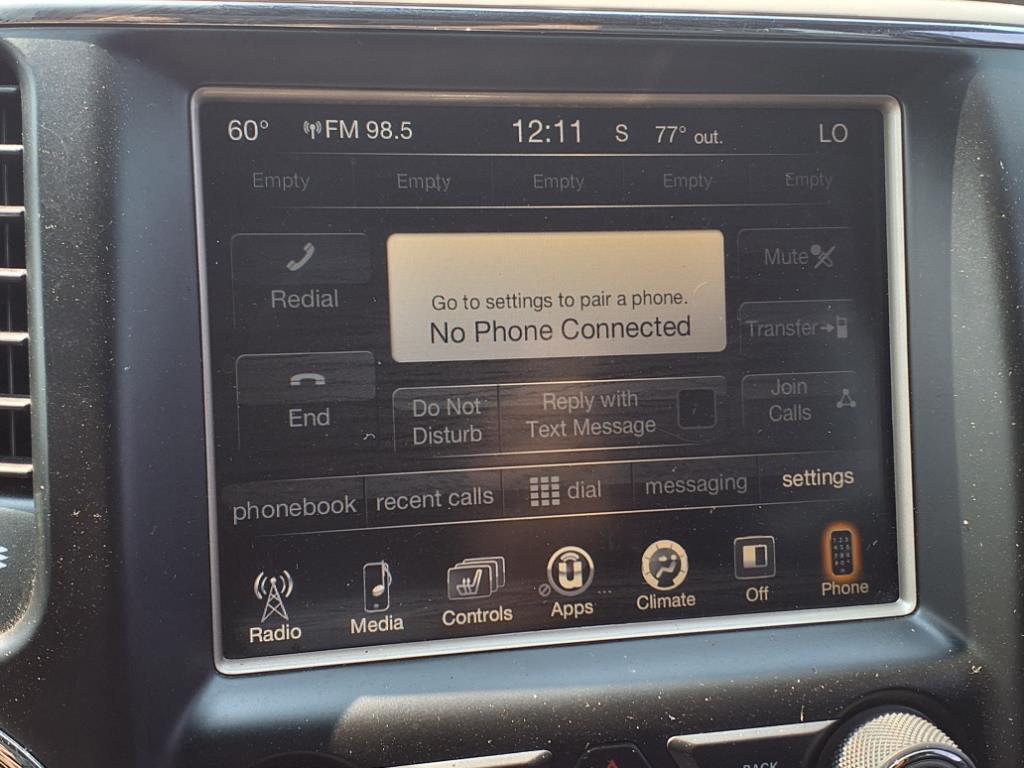 60° FM 98.5 12:11 S 77° out. LO
Empty Empty Empty Empty Empty
Redial
Go to settings to pair a phone.
No Phone Connected
Mute
Transfer
End
Do Not
Disturb
Reply with
Text Message
Join
Calls
phonebook recent calls dial messaging settings
Radio Media Controls Apps Climate Off Phone
BACK